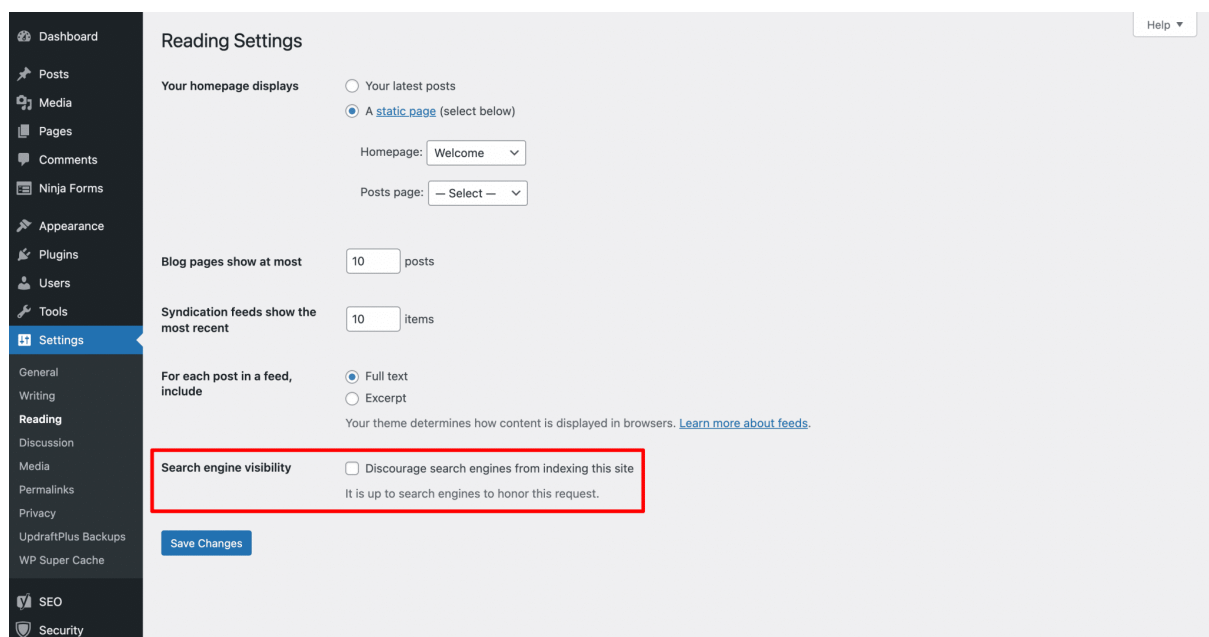 Help ▼
Dashboard
Posts
Media
Pages
Comments
Ninja Forms
Appearance
Plugins
Users
Tools
Settings
General
Writing
Reading
Discussion
Media
Permalinks
Privacy
UpdraftPlus Backups
WP Super Cache
SEO
Security
Reading Settings
Your homepage displays
Your latest posts
A static page (select below)
Homepage: Welcome
Posts page: — Select —
Blog pages show at most
10 posts
Syndication feeds show the
most recent
10 items
For each post in a feed,
include
Full text
Excerpt
Your theme determines how content is displayed in browsers. Learn more about feeds.
Search engine visibility
Discourage search engines from indexing this site
It is up to search engines to honor this request.
Save Changes